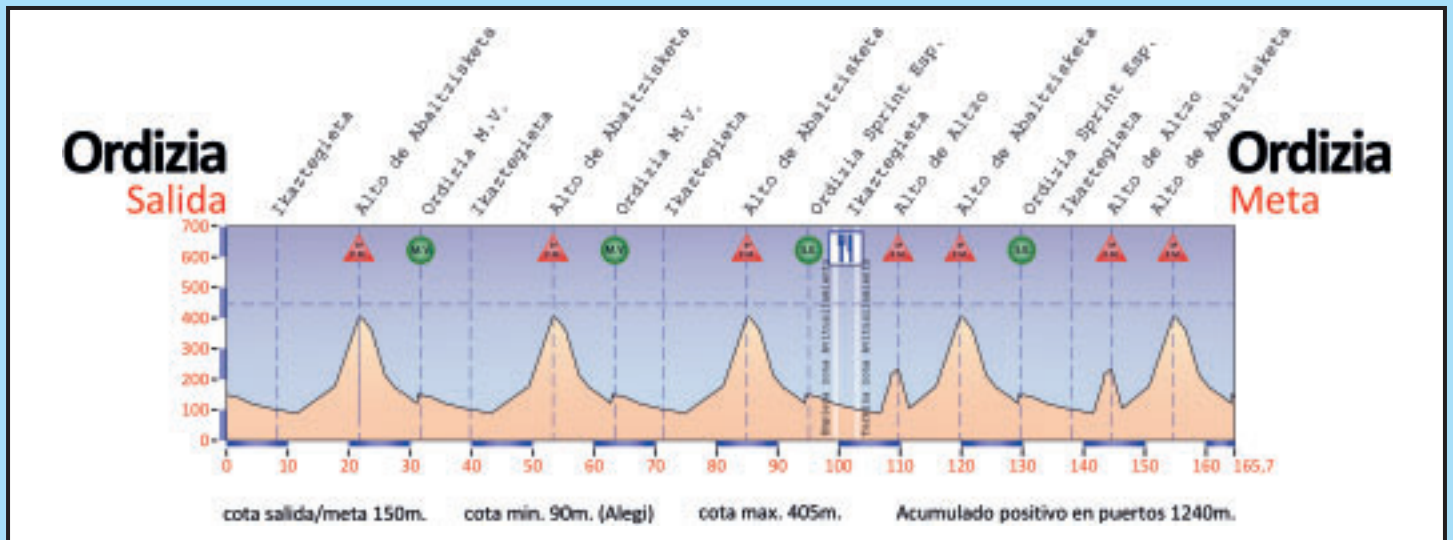 Ordizia
Salida
Ikaztegieta
Alto de Abaltzisketa
Ordizia M.V.
Ikaztegieta
Alto de Abaltzisketa
Ordizia M.V.
Ikaztegieta
Alto de Abaltzisketa
Ordizia Sprint Esp.
Ikaztegieta
Alto de Altzo
Alto de Abaltzisketa
Ordizia Sprint Esp.
Ikaztegieta
Alto de Altzo
Alto de Abaltzisketa
Ordizia
Meta
M.V. M.V.
700
600
500
400
300
200
100
0
0 10 20 30 40 50 60 70 80 90 100 110 120 130 140 150 160 165,7
cota salida/meta 150m. cota min. 90m. (Alegi) cota max. 405m. Acumulado positivo en puertos 1240m.